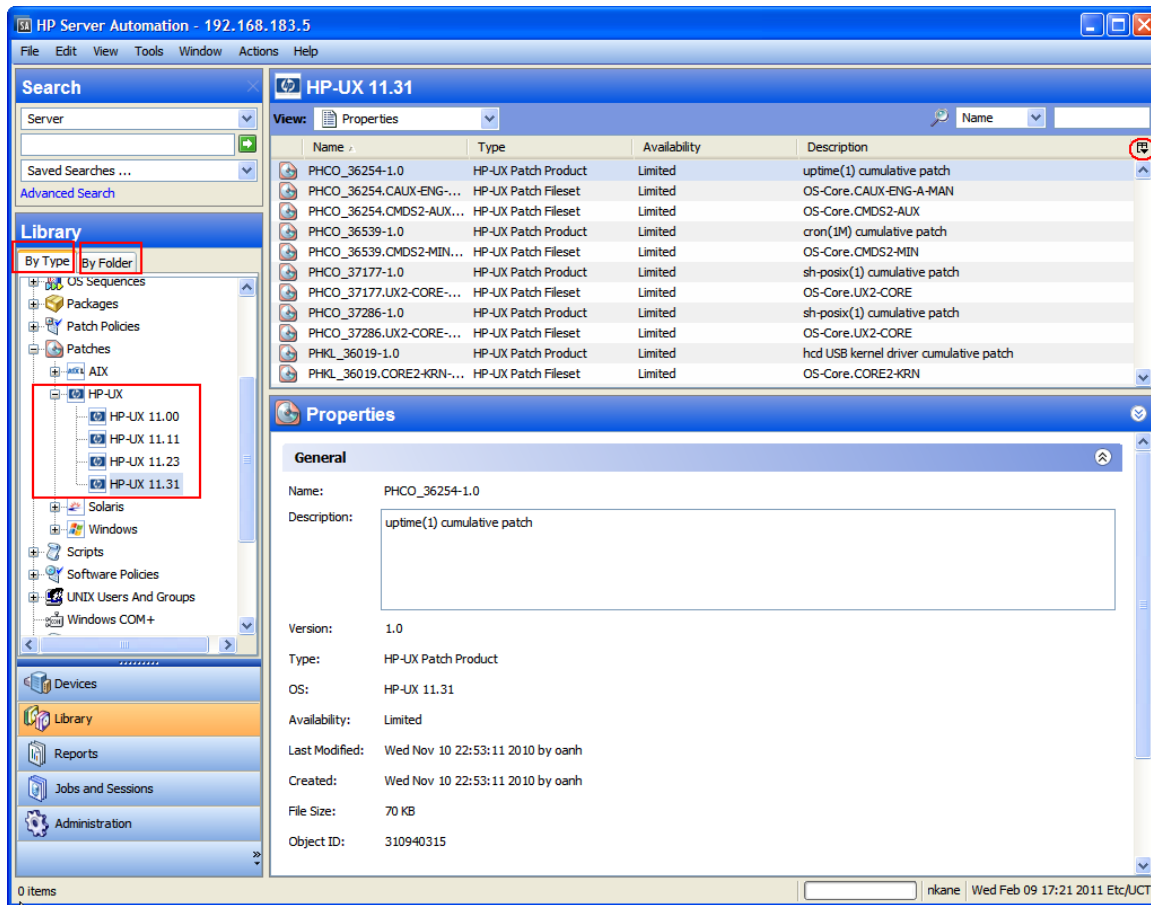 HP Server Automation - 192.168.183.5
File Edit View Tools Window Actions Help
Search
Server
Saved Searches ...
Advanced Search
Library
By Type By Folder
OS Sequences
Packages
Patch Policies
Patches
AIX
HP-UX
HP-UX 11.00
HP-UX 11.11
HP-UX 11.23
HP-UX 11.31
Solaris
Windows
Scripts
Software Policies
UNIX Users And Groups
Windows COM+
Devices
Library
Reports
Jobs and Sessions
Administration
HP-UX 11.31
View: Properties Name
Name Type Availability Description
PHCO_36254-1.0 HP-UX Patch Product Limited uptime(1) cumulative patch
PHCO_36254.CAUX-ENG-... HP-UX Patch Fileset Limited OS-Core.CAUX-ENG-A-MAN
PHCO_36254.CMDS2-AUX... HP-UX Patch Fileset Limited OS-Core.CMDS2-AUX
PHCO_36539-1.0 HP-UX Patch Product Limited cron(1M) cumulative patch
PHCO_36539.CMDS2-MIN... HP-UX Patch Fileset Limited OS-Core.CMDS2-MIN
PHCO_37177-1.0 HP-UX Patch Product Limited sh-posix(1) cumulative patch
PHCO_37177.UX2-CORE-... HP-UX Patch Fileset Limited OS-Core.UX2-CORE
PHCO_37286-1.0 HP-UX Patch Product Limited sh-posix(1) cumulative patch
PHCO_37286.UX2-CORE-... HP-UX Patch Fileset Limited OS-Core.UX2-CORE
PHKL_36019-1.0 HP-UX Patch Product Limited hcd USB kernel driver cumulative patch
PHKL_36019.CORE2-KRN-... HP-UX Patch Fileset Limited OS-Core.CORE2-KRN
Properties
General
Name: PHCO_36254-1.0
Description: uptime(1) cumulative patch
Version: 1.0
Type: HP-UX Patch Product
OS: HP-UX 11.31
Availability: Limited
Last Modified: Wed Nov 10 22:53:11 2010 by oanh
Created: Wed Nov 10 22:53:11 2010 by oanh
File Size: 70 KB
Object ID: 310940315
0 items nkane Wed Feb 09 17:21 2011 Etc/UCT